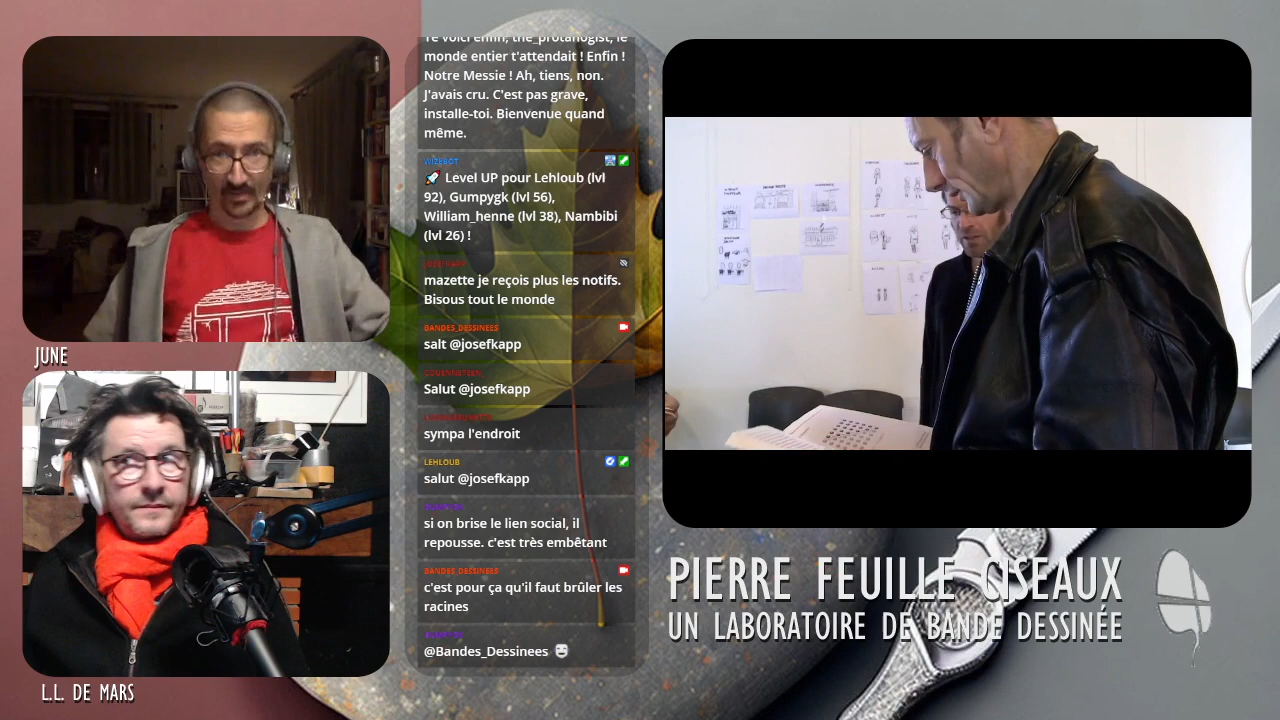 JUNE
L.L. DE MARS
Te voici enfin, the_protanogist, le
monde entier t'attendait ! Enfin !
Notre Messie ! Ah, tiens, non.
J'avais cru. C'est pas grave,
installe-toi. Bienvenue quand
même.
WIZEBOT
🚀 Level UP pour Lehloub (lvl
92), Gumpygk (lvl 56),
William_henne (lvl 38), Nambibi
(lvl 26) !
JOSEFKAPP
mazette je reçois plus les notifs.
Bisous tout le monde
BANDES_DESSINEES
salt @josefkapp
Salut @josefkapp
sympa l'endroit
LEHLOUB
salut @josefkapp
si on brise le lien social, il
repousse. c'est très embêtant
BANDES_DESSINEES
c'est pour ça qu'il faut brûler les
racines
@Bandes_Dessinees
PIERRE FEUILLE CISEAUX
UN LABORATOIRE DE BANDE DESSINÉE